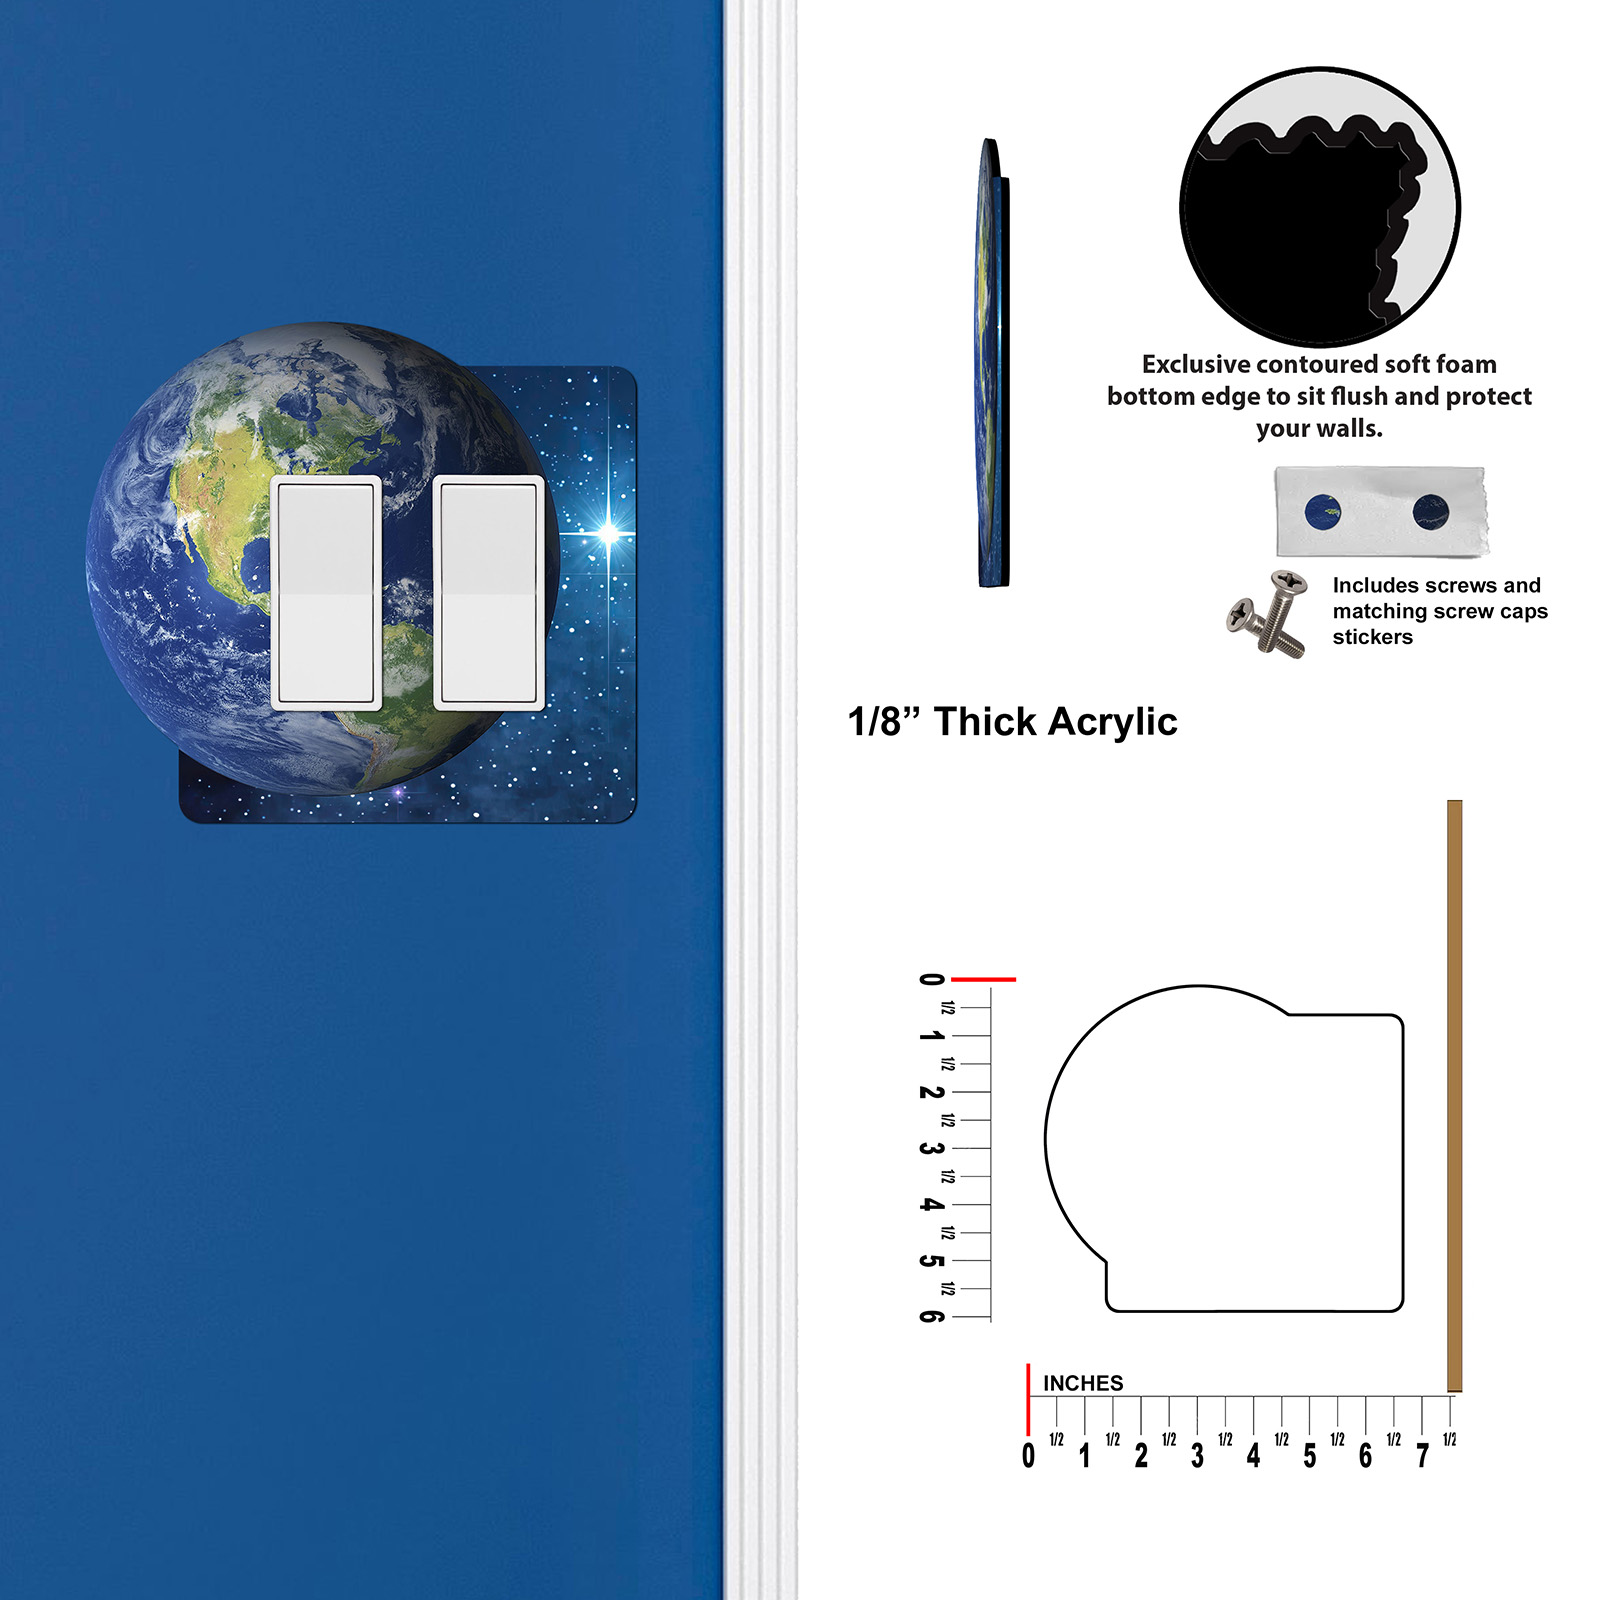 Exclusive contoured soft foam
bottom edge to sit flush and protect
your walls.
Includes screws and
matching screw caps
stickers
1/8” Thick Acrylic
0
1/2
1
1/2
2
1/2
3
1/2
4
1/2
5
1/2
6
INCHES
0 1/2 1 1/2 2 1/2 3 1/2 4 1/2 5 1/2 6 1/2 7 1/2